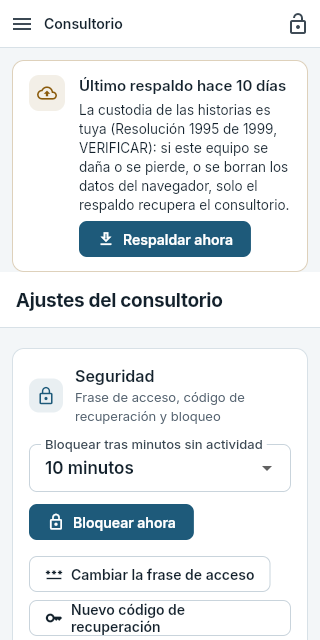 Consultorio
Último respaldo hace 10 días
La custodia de las historias es
tuya (Resolución 1995 de 1999,
VERIFICAR): si este equipo se
daña o se pierde, o se borran los
datos del navegador, solo el
respaldo recupera el consultorio.
Respaldar ahora
Ajustes del consultorio
Seguridad
Frase de acceso, código de
recuperación y bloqueo
Bloquear tras minutos sin actividad
10 minutos
Bloquear ahora
Cambiar la frase de acceso
Nuevo código de
recuperación